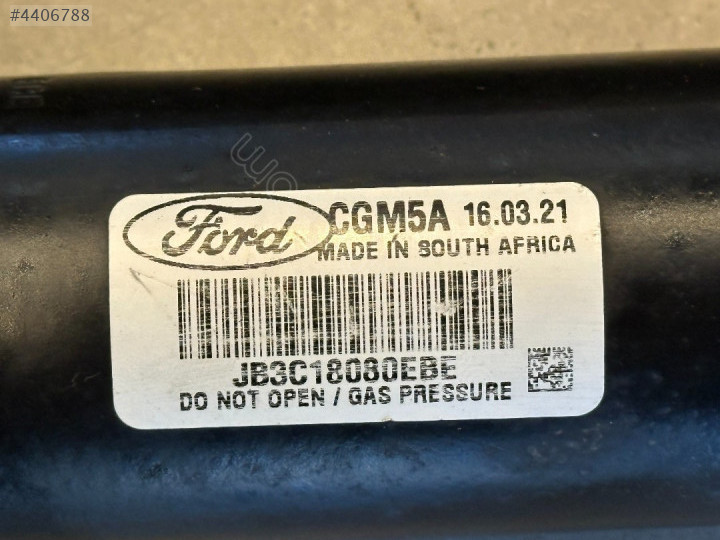 #4406788
Ford CGM5A 16.03.21
MADE IN SOUTH AFRICA
JB3C18080EBE
DO NOT OPEN / GAS PRESSURE